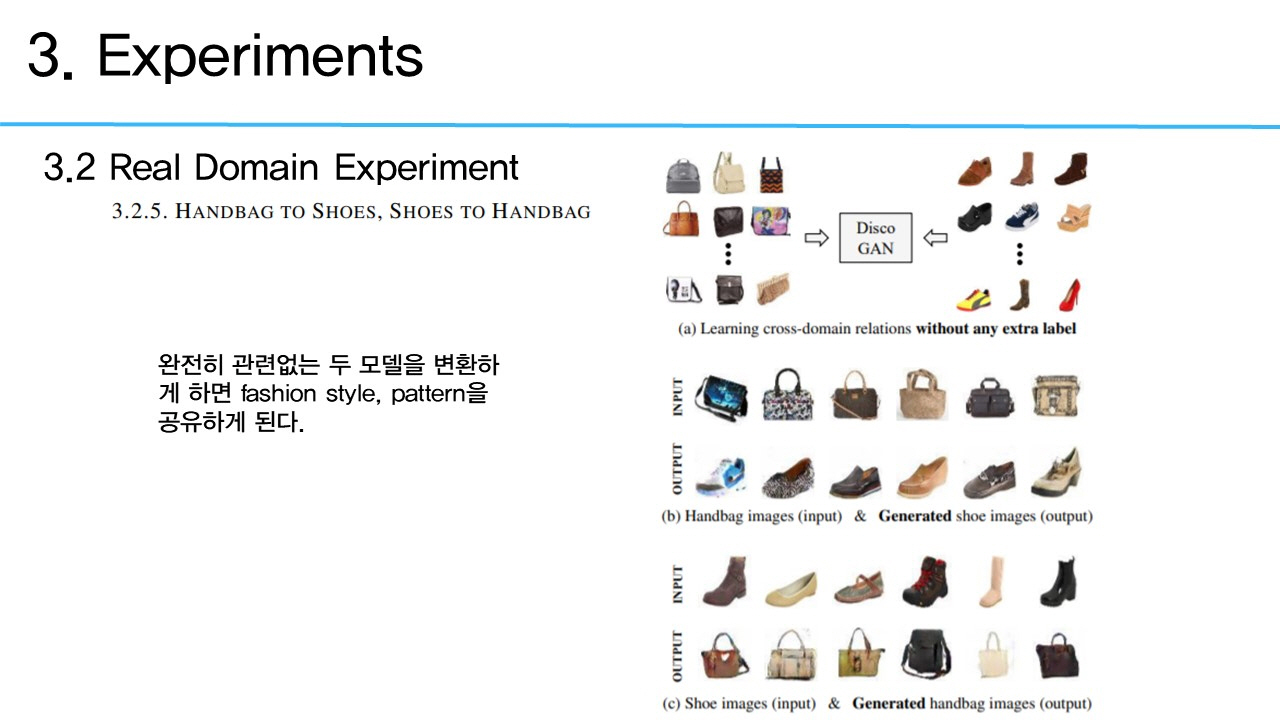 3. Experiments
3.2 Real Domain Experiment
3.2.5. HANDBAG TO SHOES, SHOES TO HANDBAG
완전히 관련없는 두 모델을 변환하
게 하면 fashion style, pattern을
공유하게 된다.
Disco
GAN
(a) Learning cross-domain relations without any extra label
INPUT
OUTPUT
(b) Handbag images (input) & Generated shoe images (output)
INPUT
OUTPUT
(c) Shoe images (input) & Generated handbag images (output)